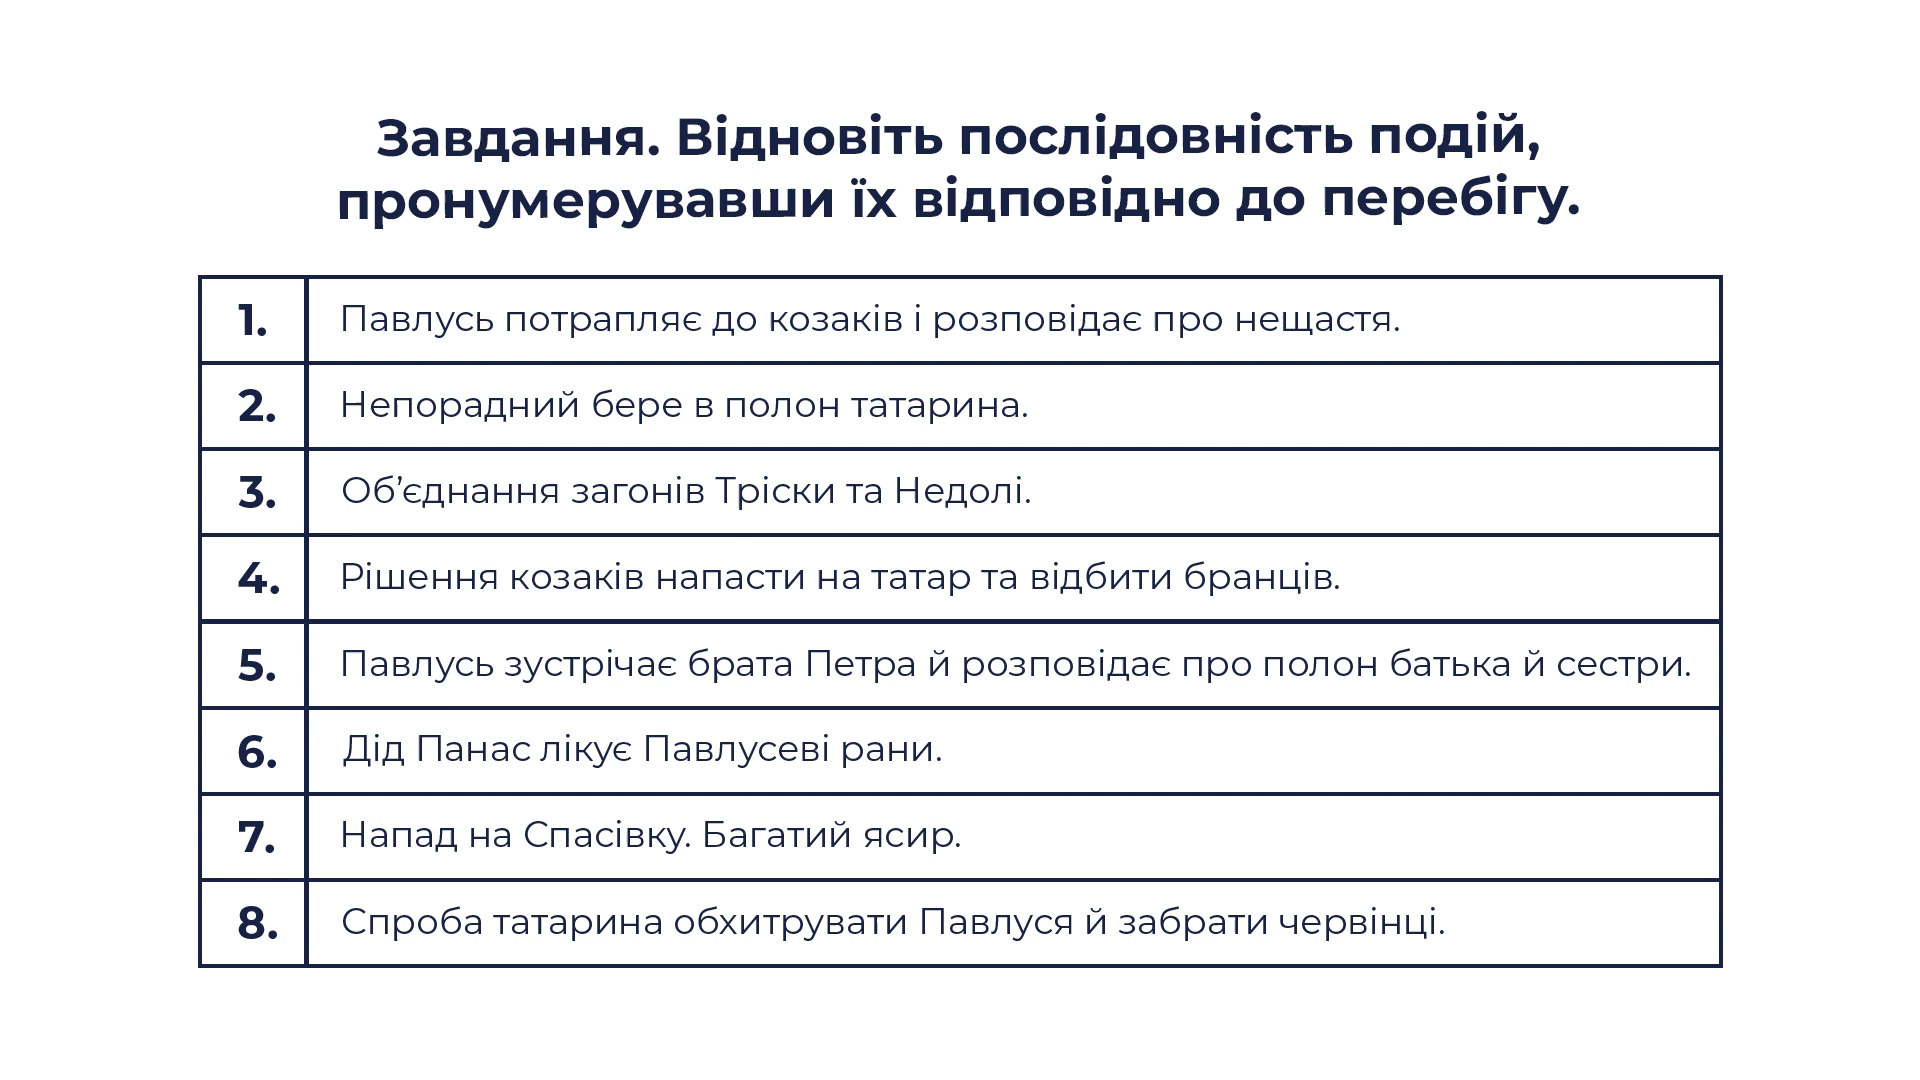 Завдання. Відновіть послідовність подій,
пронумерувавши їх відповідно до перебігу.
1. Павлусь потрапляє до козаків і розповідає про нещастя.
2. Непорадний бере в полон татарина.
3. Об’єднання загонів Тріски та Недолі.
4. Рішення козаків напасти на татар та відбити бранців.
5. Павлусь зустрічає брата Петра й розповідає про полон батька й сестри.
6. Дід Панас лікує Павлусеві рани.
7. Напад на Спасівку. Багатий ясир.
8. Спроба татарина обхитрувати Павлуся й забрати червінці.